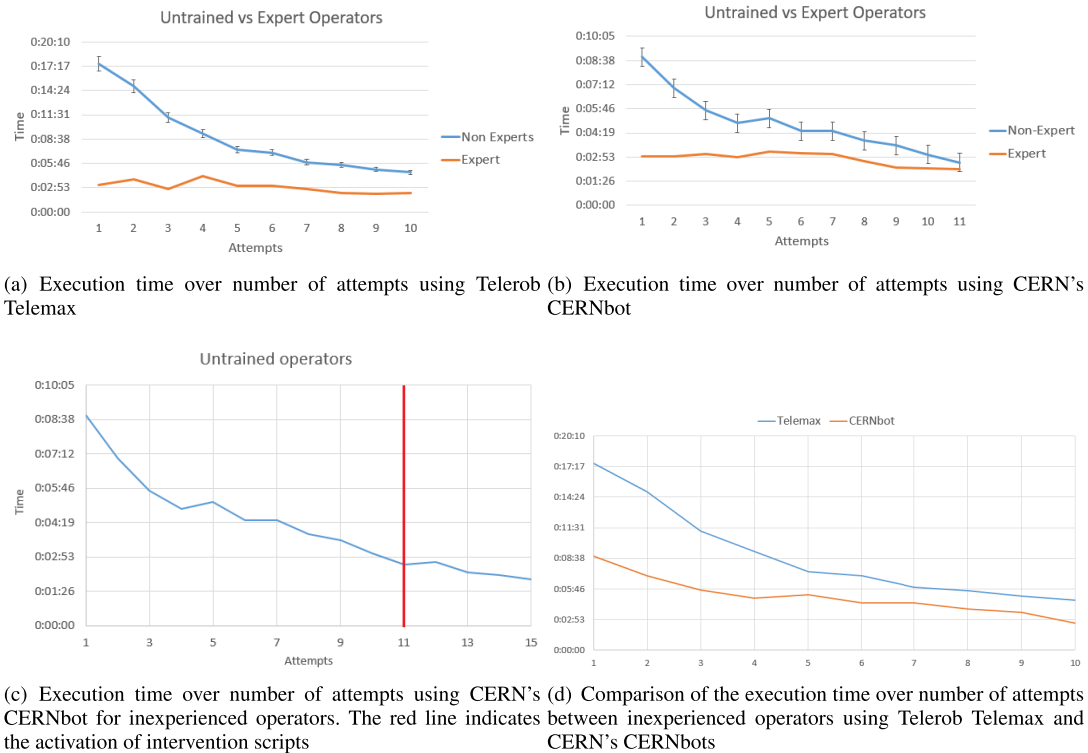 Untrained vs Expert Operators
0:20:10
0:17:17
0:14:24
0:11:31
0:08:38
0:05:46
0:02:53
0:00:00
Time
1 2 3 4 5 6 7 8 9 10
Attempts
Non Experts
Expert
(a) Execution time over number of attempts using Telerob
Telemax
Untrained vs Expert Operators
0:10:05
0:08:38
0:07:12
0:05:46
0:04:19
0:02:53
0:01:26
0:00:00
Time
1 2 3 4 5 6 7 8 9 10 11
Attempts
Non-Expert
Expert
(b) Execution time over number of attempts using CERN's
CERNbot
Untrained operators
0:10:05
0:08:38
0:07:12
0:05:46
0:04:19
0:02:53
0:01:26
0:00:00
Time
1 3 5 7 9 11 13 15
Attempts
(c) Execution time over number of attempts using CERN's
CERNbot for inexperienced operators. The red line indicates
the activation of intervention scripts
Telemax CERNbot
0:20:10
0:17:17
0:14:24
0:11:31
0:08:38
0:05:46
0:02:53
0:00:00
1 2 3 4 5 6 7 8 9 10
(d) Comparison of the execution time over number of attempts
between inexperienced operators using Telerob Telemax and
CERN's CERNbots